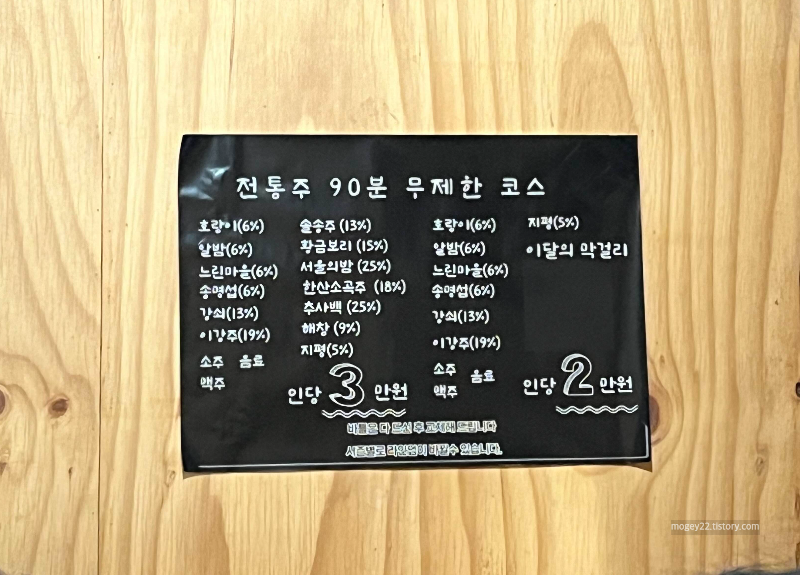 전통주 90분 무제한 코스
호랑이(6%)
알밤(6%)
느린마을(6%)
송명섭(6%)
강쇠(13%)
이강주(19%)
소주 음료
맥주
솔송주 (13%)
황금보리 (15%)
서울의밤 (25%)
한산소곡주 (18%)
추사백 (25%)
해창 (9%)
지평(5%)
인당 3 만원
호랑이(6%)
알밤(6%)
느린마을(6%)
송명섭(6%)
강쇠(13%)
이강주(19%)
소주 음료
맥주
지평(5%)
이달의 막걸리
인당 2 만원
바틀은 다 드신 후 교체해 드립니다
시즌별로 라인업이 바뀔수 있습니다.
mogey22.tistory.com